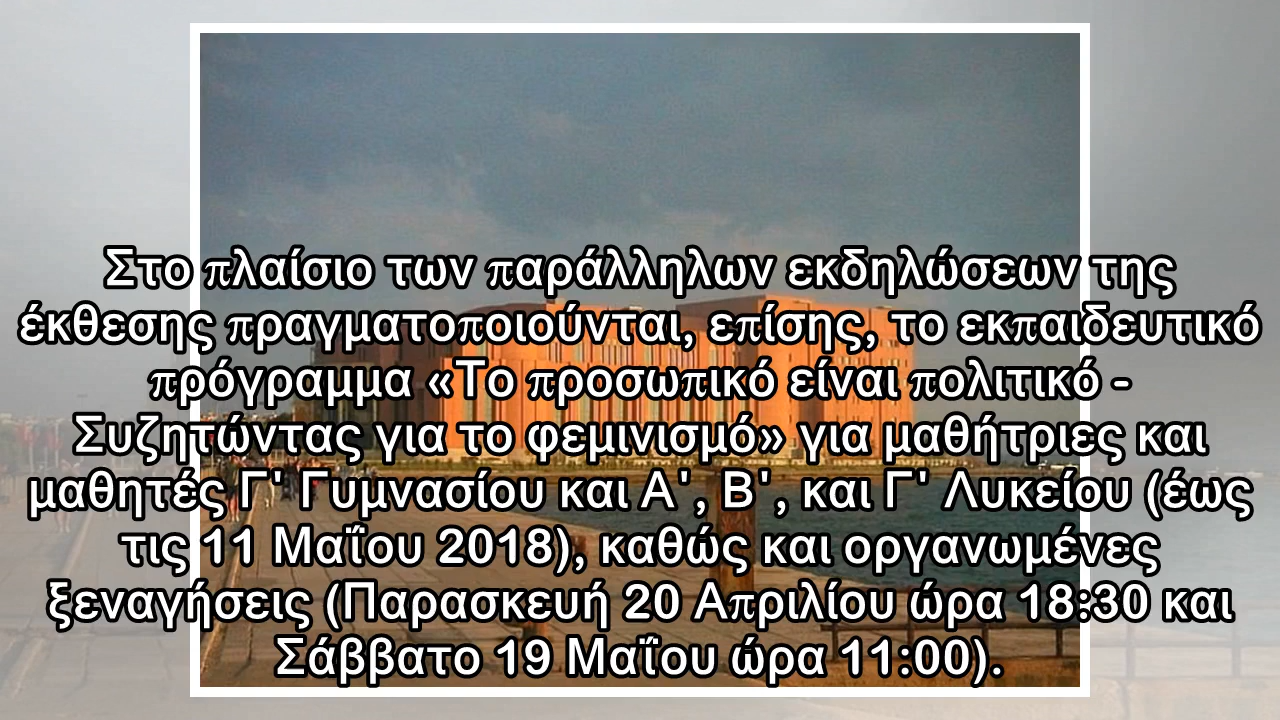 Στο πλαίσιο των παράλληλων εκδηλώσεων της
έκθεσης πραγματοποιούνται, επίσης, το εκπαιδευτικό
πρόγραμμα «Το προσωπικό είναι πολιτικό -
Συζητώντας για το φεμινισμό» για μαθήτριες και
μαθητές Γ' Γυμνασίου και Α', Β', και Γ' Λυκείου (έως
τις 11 Μαΐου 2018), καθώς και οργανωμένες
ξεναγήσεις (Παρασκευή 20 Απριλίου ώρα 18:30 και
Σάββατο 19 Μαΐου ώρα 11:00).